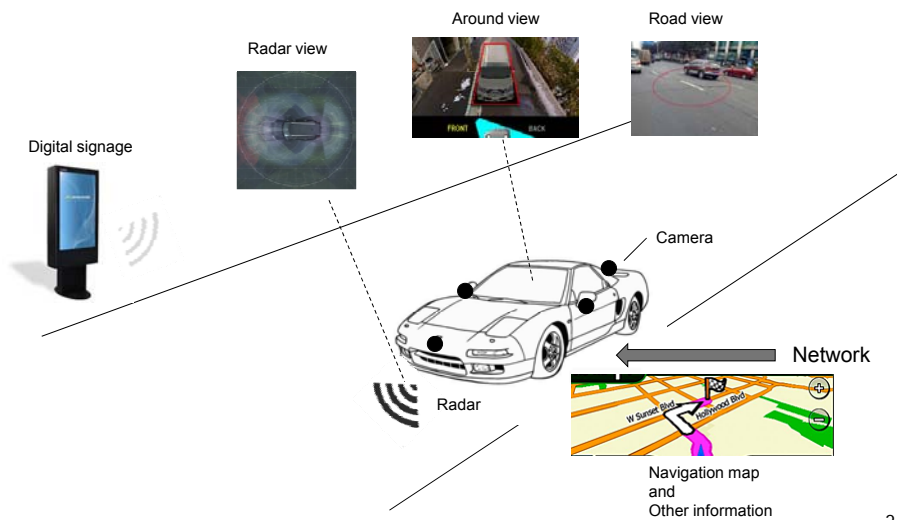 Around view
Road view
Radar view
FRONT
BACK
Digital signage
Camera
Network
Radar
W Sunset Blvd
Hollywood Blvd
Navigation map
and
Other information